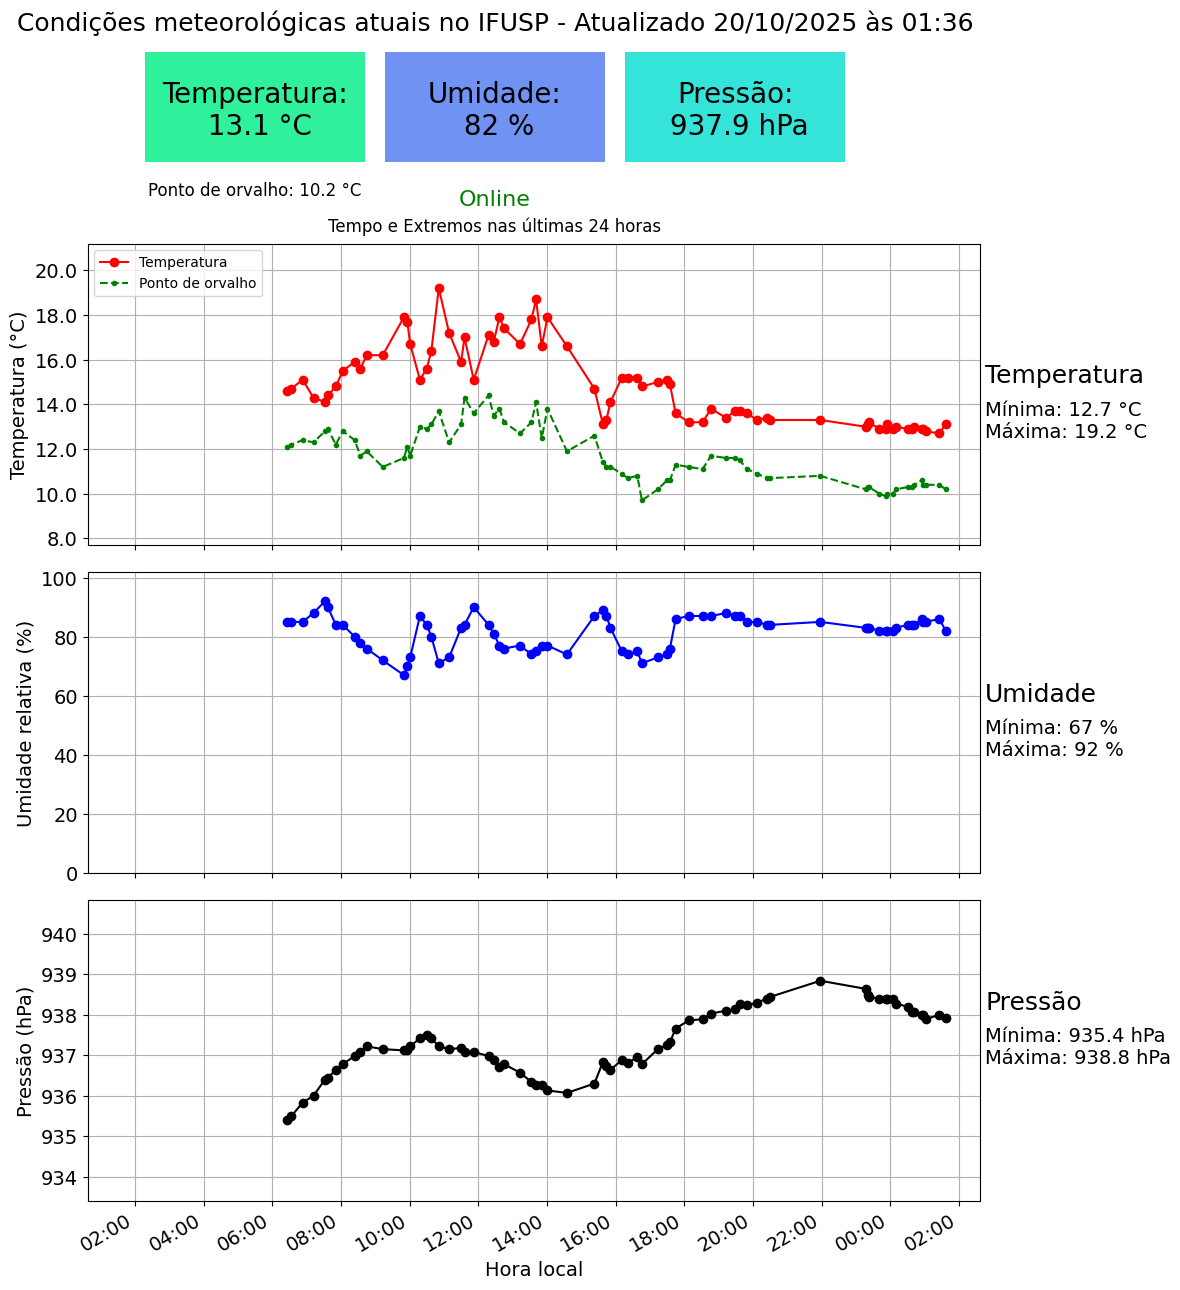 Condições meteorológicas atuais no IFUSP - Atualizado 20/10/2025 às 01:36
Temperatura:
13.1 °C
Umidade:
82 %
Pressão:
937.9 hPa
Ponto de orvalho: 10.2 °C
Online
Tempo e Extremos nas últimas 24 horas
Temperatura
Ponto de orvalho
Temperatura (°C)
20.0
18.0
16.0
14.0
12.0
10.0
8.0
Temperatura
Mínima: 12.7 °C
Máxima: 19.2 °C
Umidade relativa (%)
100
80
60
40
20
0
Umidade
Mínima: 67 %
Máxima: 92 %
Pressão (hPa)
940
939
938
937
936
935
934
Pressão
Mínima: 935.4 hPa
Máxima: 938.8 hPa
02:00
04:00
06:00
08:00
10:00
12:00
14:00
16:00
18:00
20:00
22:00
00:00
02:00
Hora local